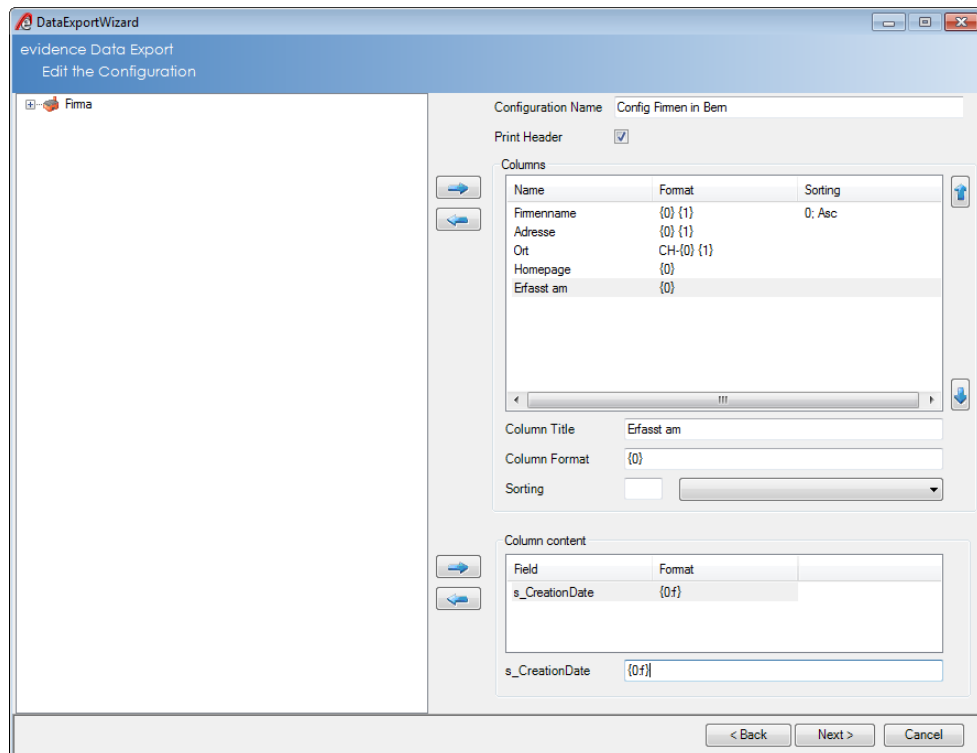 DataExportWizard
evidence Data Export
Edit the Configuration
Firma
Configuration Name Config Firmen in Bern
Print Header
Columns
Name Format Sorting
Firmenname {0} {1} 0; Asc
Adresse {0} {1}
Ort CH-{0} {1}
Homepage {0}
Erfasst am {0}
Column Title Erfasst am
Column Format {0}
Sorting
Column content
Field Format
s_CreationDate {0:f}
s_CreationDate {0:f}
< Back Next > Cancel